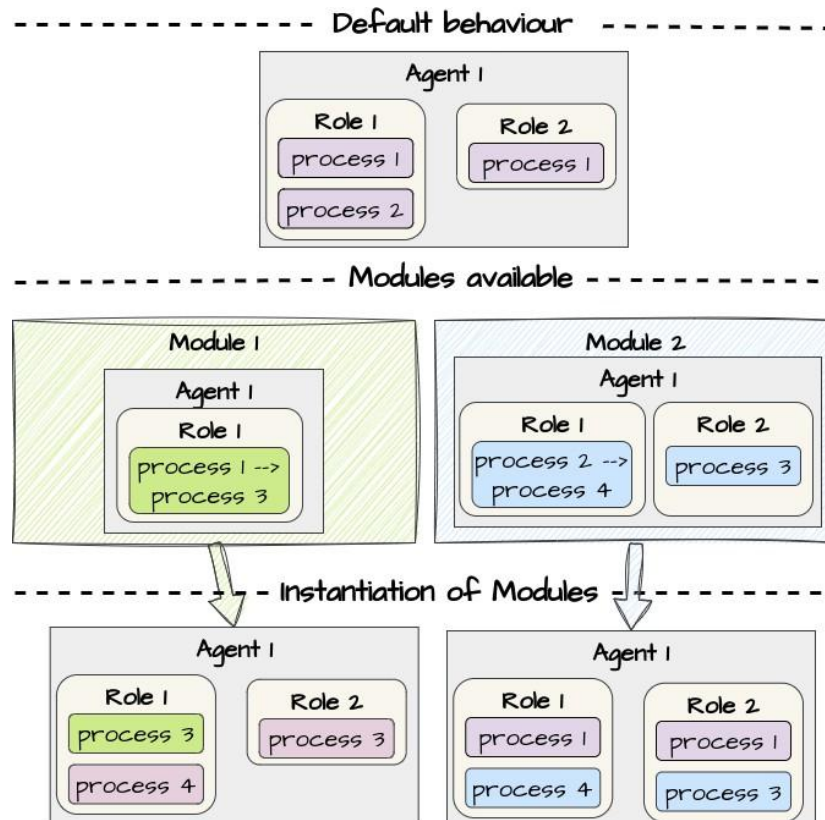 Default behaviour
Agent 1
Role 1
process 1
process 2
Role 2
process 1
Modules available
Module 1
Agent 1
Role 1
process 1 -->
process 3
Module 2
Agent 1
Role 1
process 2 -->
process 4
Role 2
process 3
Instantiation of Modules
Agent 1
Role 1
process 3
process 4
Role 2
process 3
Agent 1
Role 1
process 1
process 4
Role 2
process 1
process 3